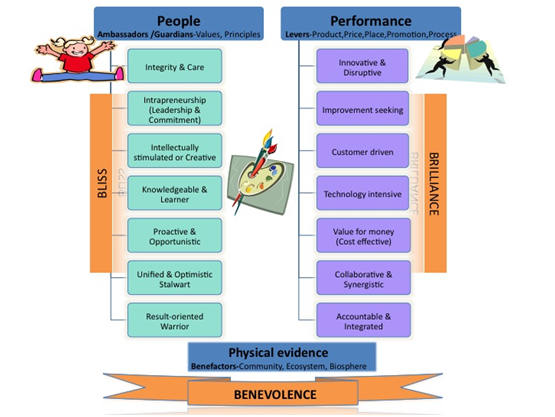 People
Ambassadors /Guardians-Values, Principles
Integrity & Care
Intrapreneurship
(Leadership &
Commitment)
Intellectually
stimulated or Creative
Knowledgeable &
Learner
Proactive &
Opportunistic
Unified & Optimistic
Stalwart
Result-oriented
Warrior
BLISS
Performance
Levers-Product,Price,Place,Promotion,Process
Innovative &
Disruptive
Improvement seeking
Customer driven
Technology intensive
Value for money
(Cost effective)
Collaborative &
Synergistic
Accountable &
Integrated
BRILLIANCE
Physical evidence
Benefactors-Community, Ecosystem, Biosphere
BENEVOLENCE